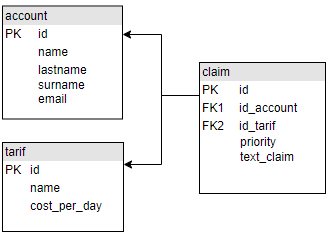 account
PK id
name
lastname
surname
email
tarif
PK id
name
cost_per_day
claim
PK id
FK1 id_account
FK2 id_tarif
priority
text_claim